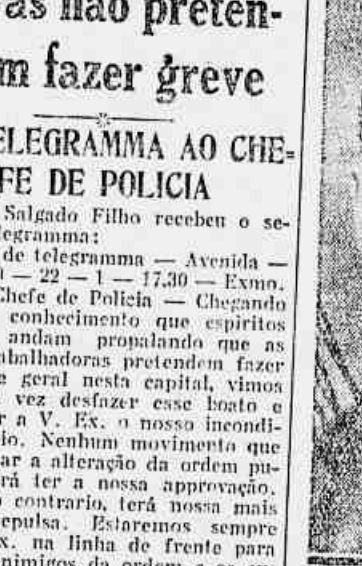 as não preten-
m fazer greve
ELEGRAMMA AO CHE-
FE DE POLICIA
Salgado Filho recebeu o se-
legramma:
de telegramma — Avenida —
— 22 — 1 — 17.30 — Exmo.
Chefe de Policia — Chegando
conhecimento que espiritos
andam propalando que as
abalhadoras pretendem fazer
e geral nesta capital, vimos
vez desfazer esse boato e
r a V. Ex. o nosso incondi-
io. Nenhum movimento que
ar a alteração da ordem pu-
rá ter a nossa approvação.
o contrario, terá nossa mais
epulsa. Estaremos sempre
x. na linha de frente para
nimigos da ordem